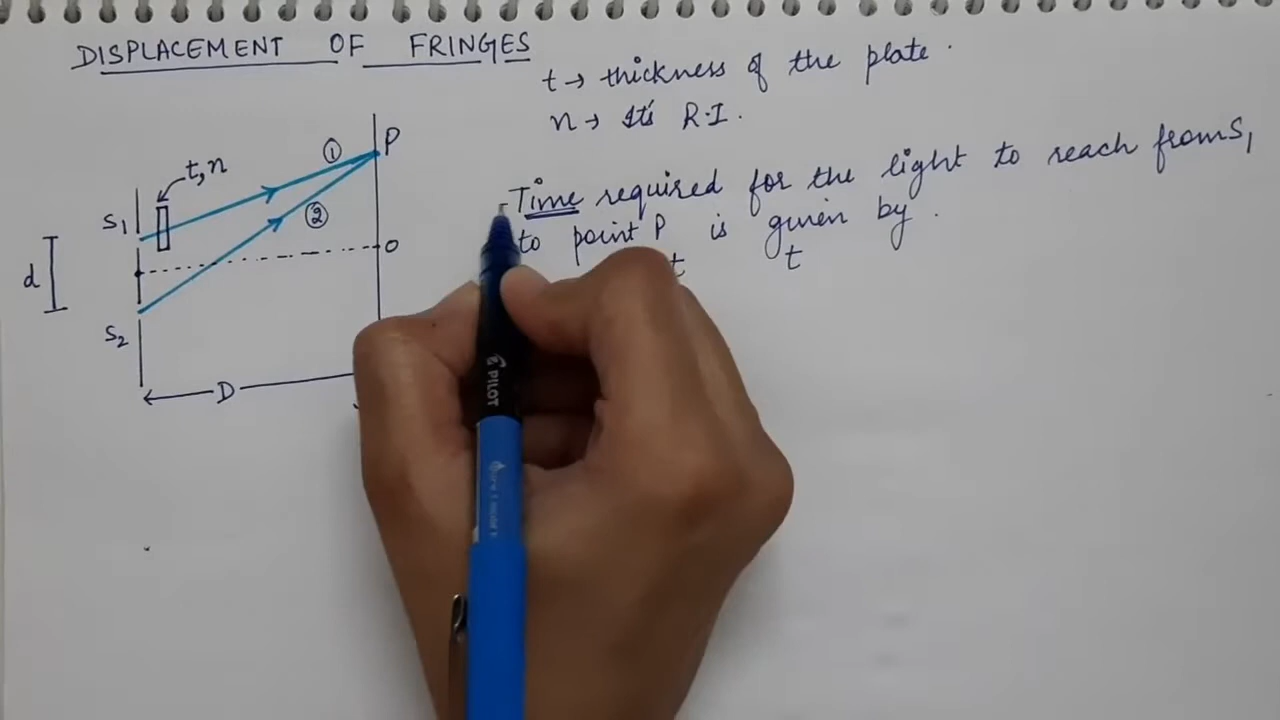 DISPLACEMENT OF FRINGES
t → thickness of the plate.
n → It's R.I.
t, n
①
P
②
S1
O
d
S2
D
- Time required for the light to reach from S1
to point P is given by.
t t
PILOT